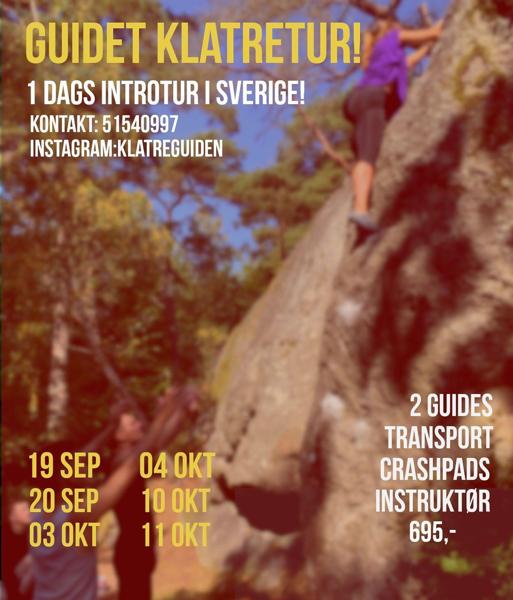 GUIDET KLATRETUR!
1 DAGS INTROTUR I SVERIGE!
KONTAKT: 51540997
INSTAGRAM:KLATREGUIDEN
19 SEP
20 SEP
03 OKT
04 OKT
10 OKT
11 OKT
2 GUIDES
TRANSPORT
CRASHPADS
INSTRUKTØR
695,-